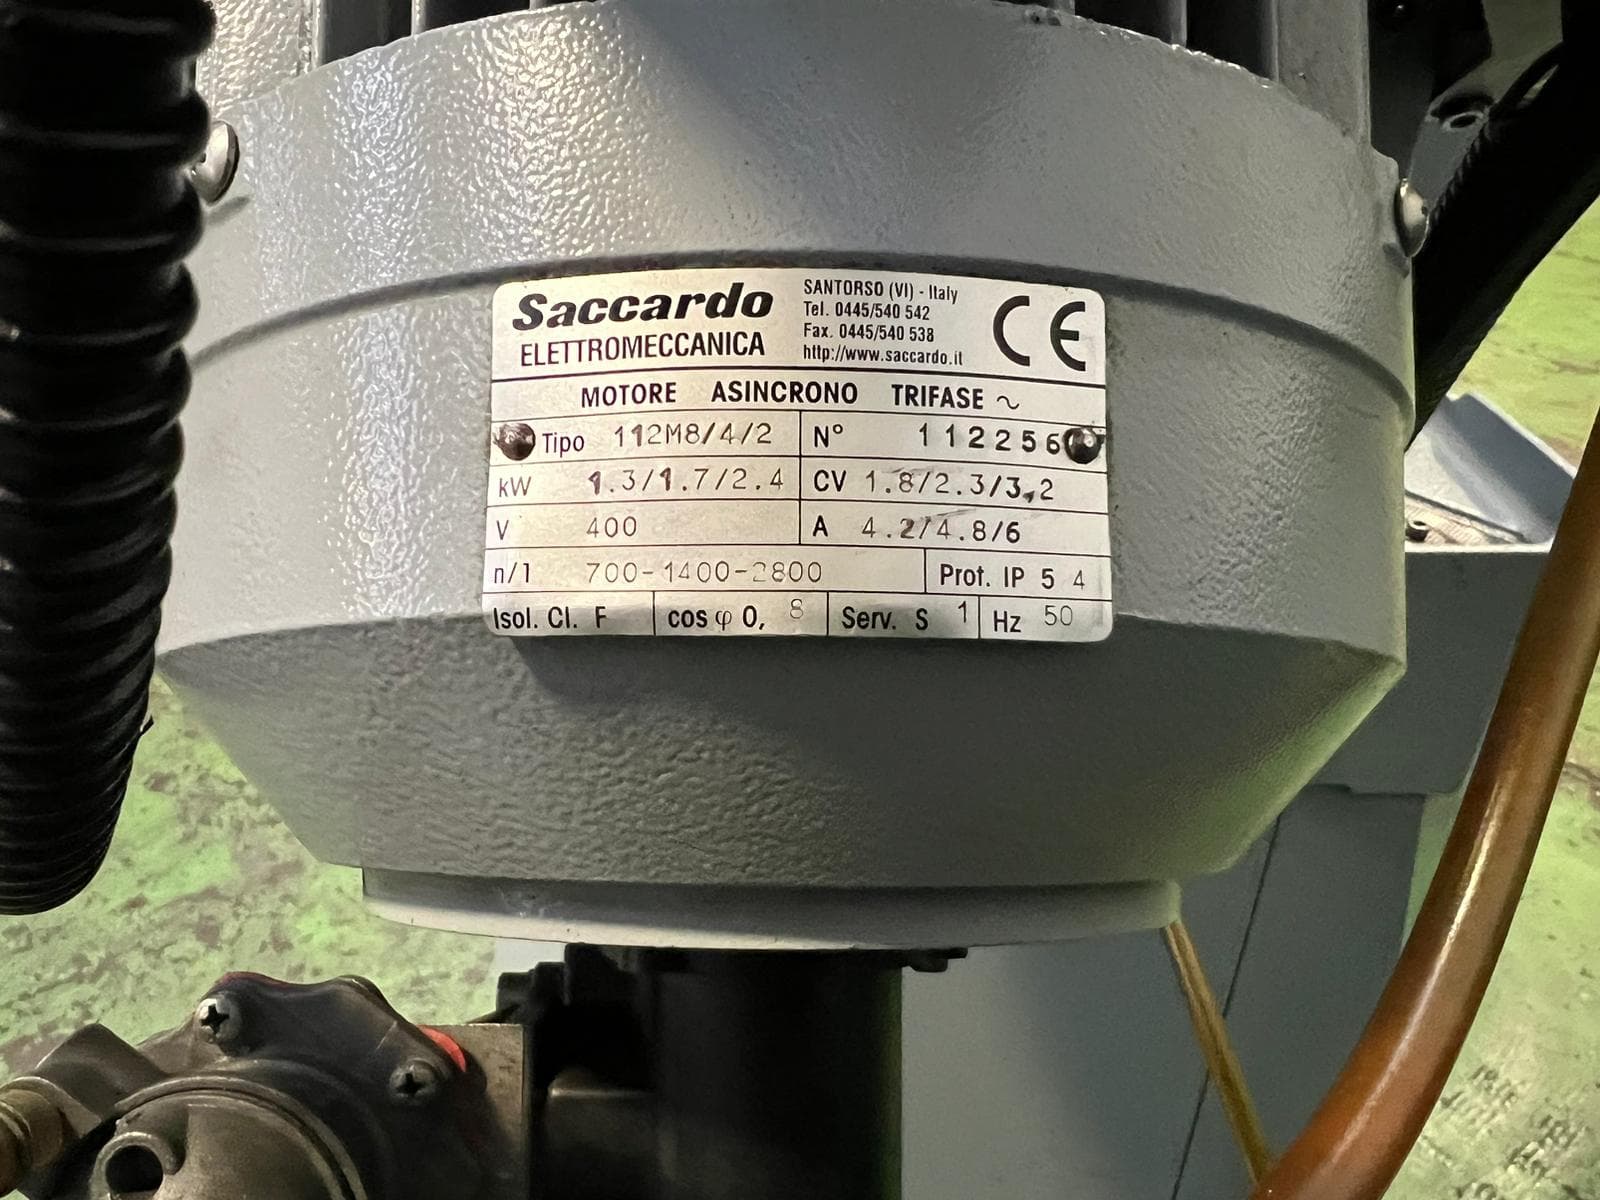 Saccardo
ELETTROMECCANICA
SANTORSO (VI) - Italy
Tel. 0445/540 542
Fax. 0445/540 538
http://www.saccardo.it
CE
MOTORE ASINCRONO TRIFASE ~
Tipo 112M8/4/2 N° 112256
kW 1.3/1.7/2.4 CV 1.8/2.3/3,2
V 400 A 4.2/4.8/6
n/1 700-1400-2800 Prot. IP 5 4
Isol. Cl. F cos φ 0, 8 Serv. S 1 Hz 50